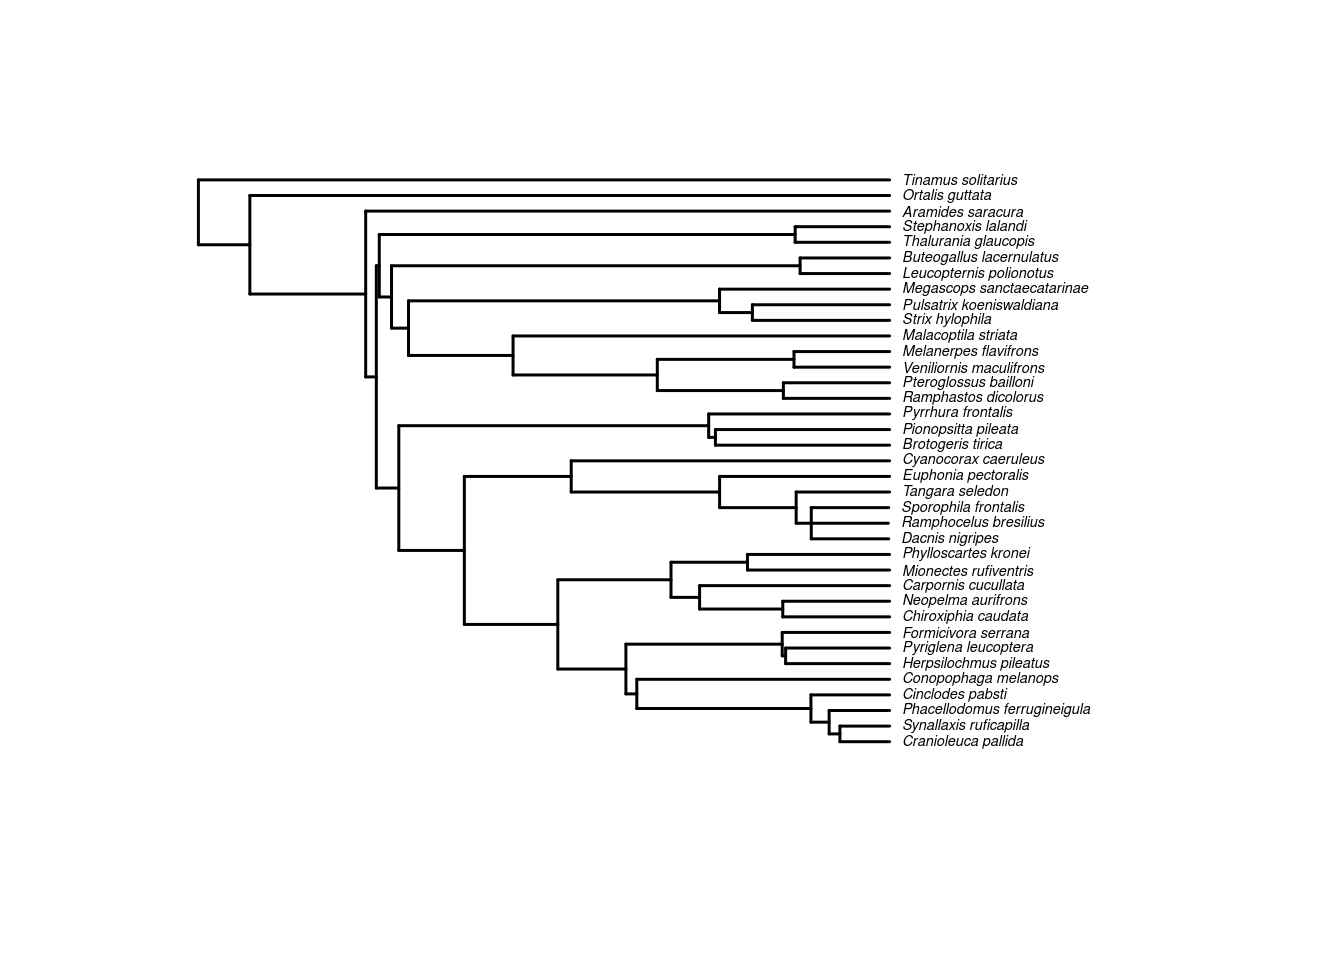 Tinamus solitarius
Ortalis guttata
Aramides saracura
Stephanoxis lalandi
Thalurania glaucopis
Buteogallus lacernulatus
Leucopternis polionotus
Megascops sanctaecatarinae
Pulsatrix koeniswaldiana
Strix hylophila
Malacoptila striata
Melanerpes flavifrons
Veniliornis maculifrons
Pteroglossus bailloni
Ramphastos dicolorus
Pyrrhura frontalis
Pionopsitta pileata
Brotogeris tirica
Cyanocorax caeruleus
Euphonia pectoralis
Tangara seledon
Sporophila frontalis
Ramphocelus bresilius
Dacnis nigripes
Phylloscartes kronei
Mionectes rufiventris
Carpornis cucullata
Neopelma aurifrons
Chiroxiphia caudata
Formicivora serrana
Pyriglena leucoptera
Herpsilochmus pileatus
Conopophaga melanops
Cinclodes pabsti
Phacellodomus ferrugineigula
Synallaxis ruficapilla
Cranioleuca pallida